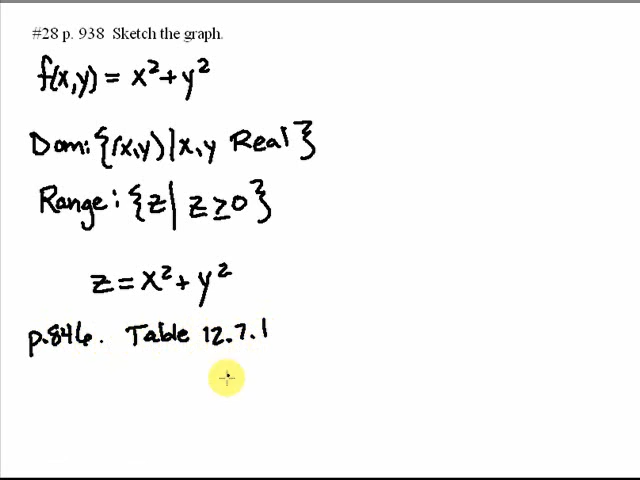 #28 p. 938 Sketch the graph.
f(x,y) = x² + y²
Dom: {(x,y) | x, y Real}
Range: {z | z ≥ 0}
z = x² + y²
p.846. Table 12.7.1